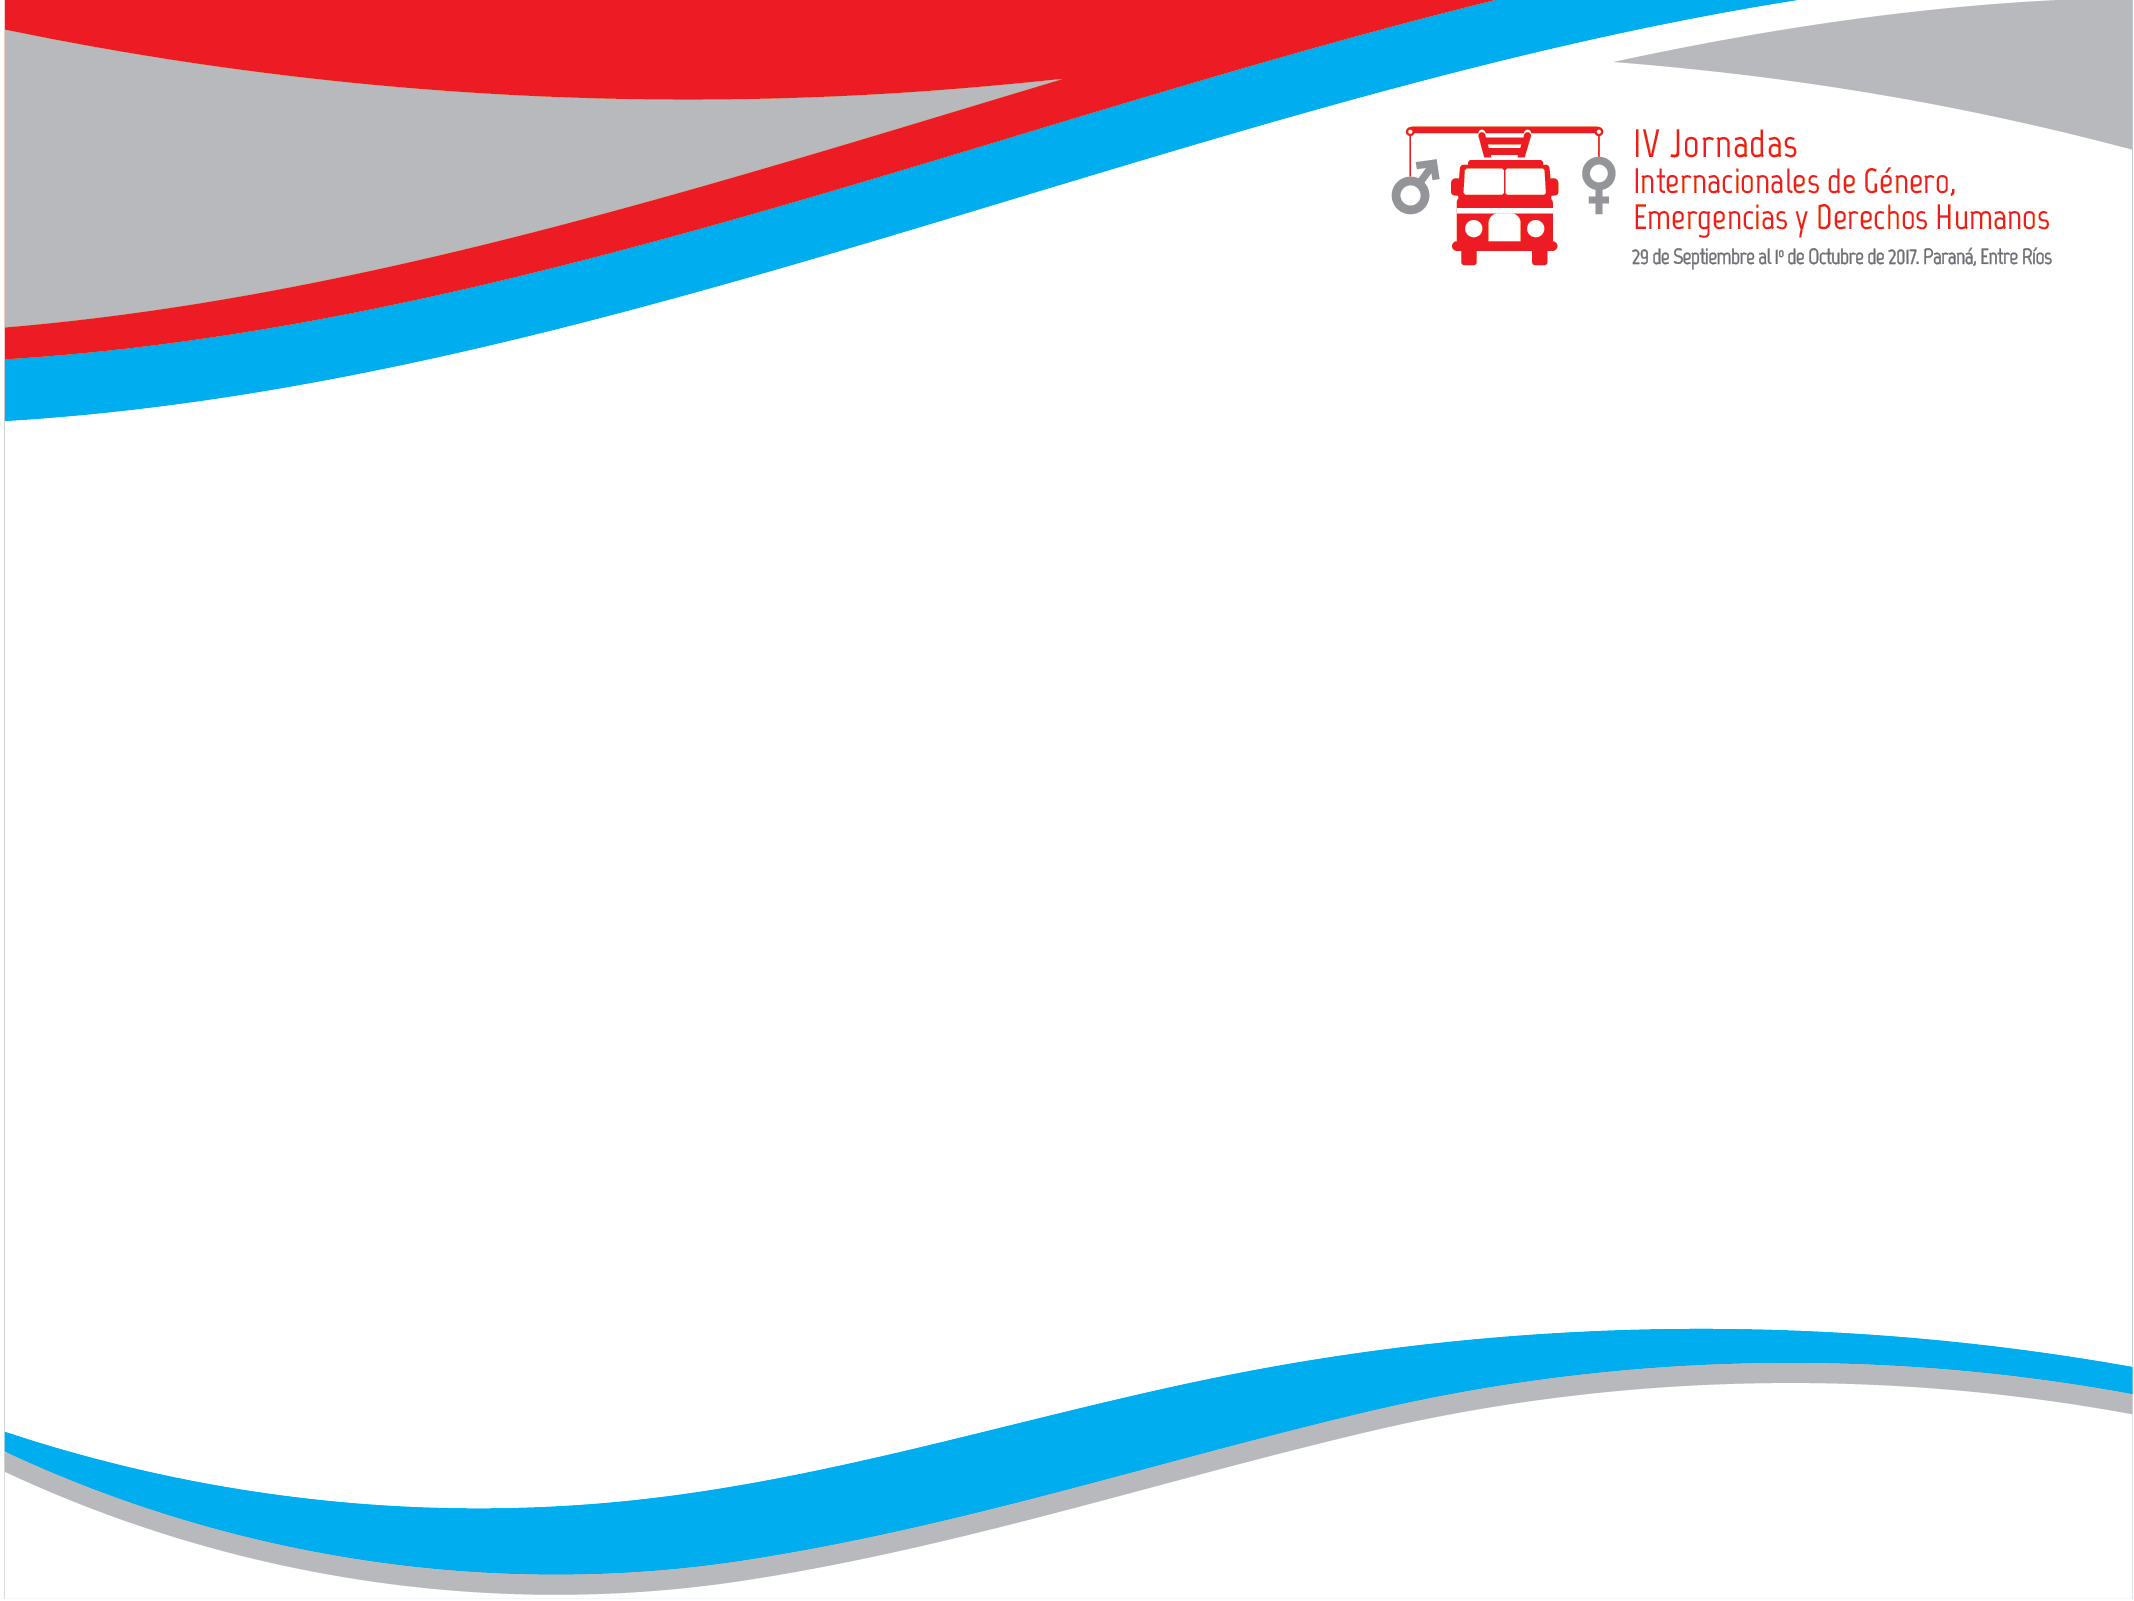 IV Jornadas
Internacionales de Género,
Emergencias y Derechos Humanos
29 de Septiembre al 1º de Octubre de 2017. Paraná, Entre Ríos